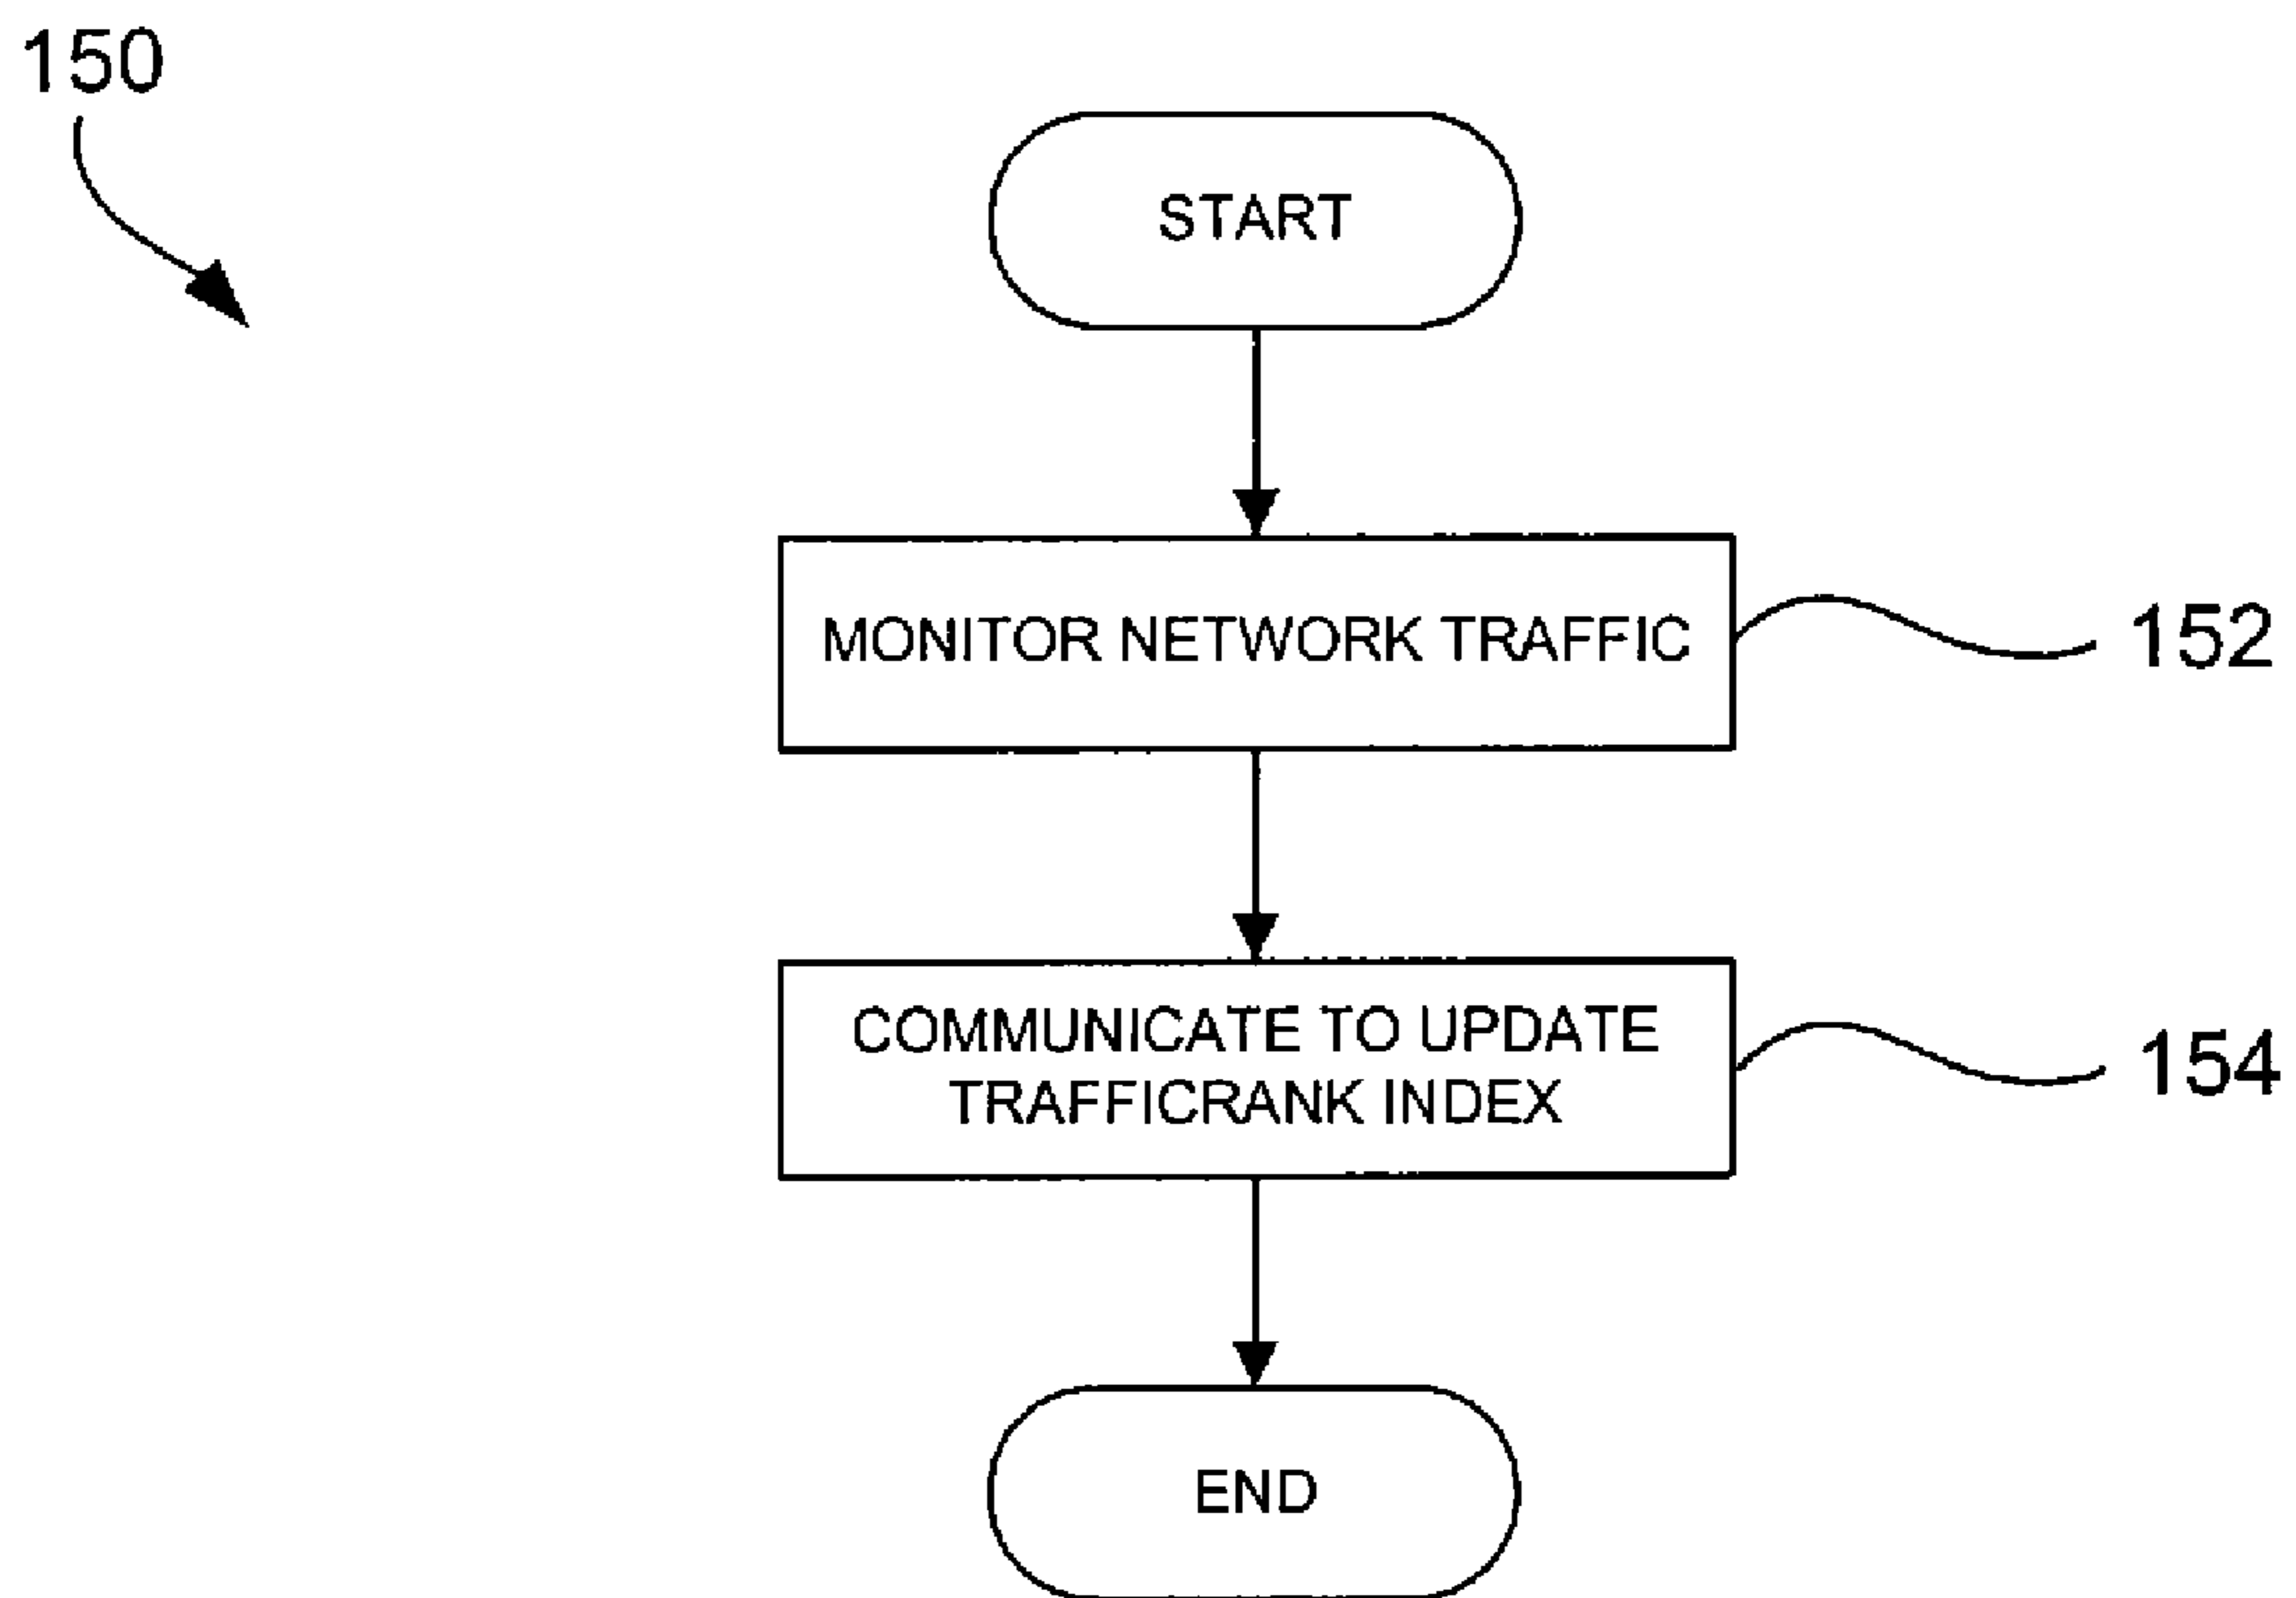 150
START
MONITOR NETWORK TRAFFIC
152
COMMUNICATE TO UPDATE
TRAFFICRANK INDEX
154
END